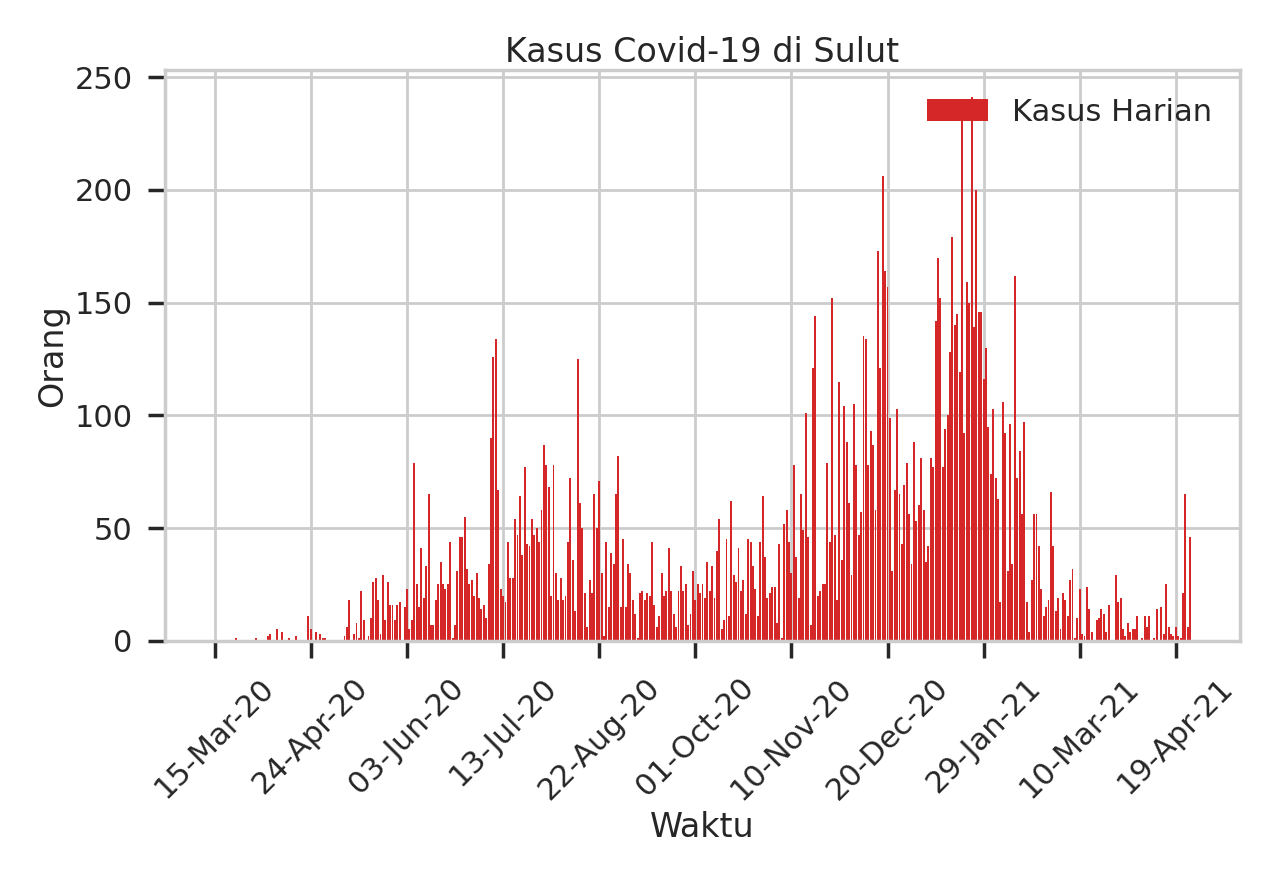 Kasus Covid-19 di Sulut
Kasus Harian
Orang
250
200
150
100
50
0
15-Mar-20
24-Apr-20
03-Jun-20
13-Jul-20
22-Aug-20
01-Oct-20
10-Nov-20
20-Dec-20
29-Jan-21
10-Mar-21
19-Apr-21
Waktu